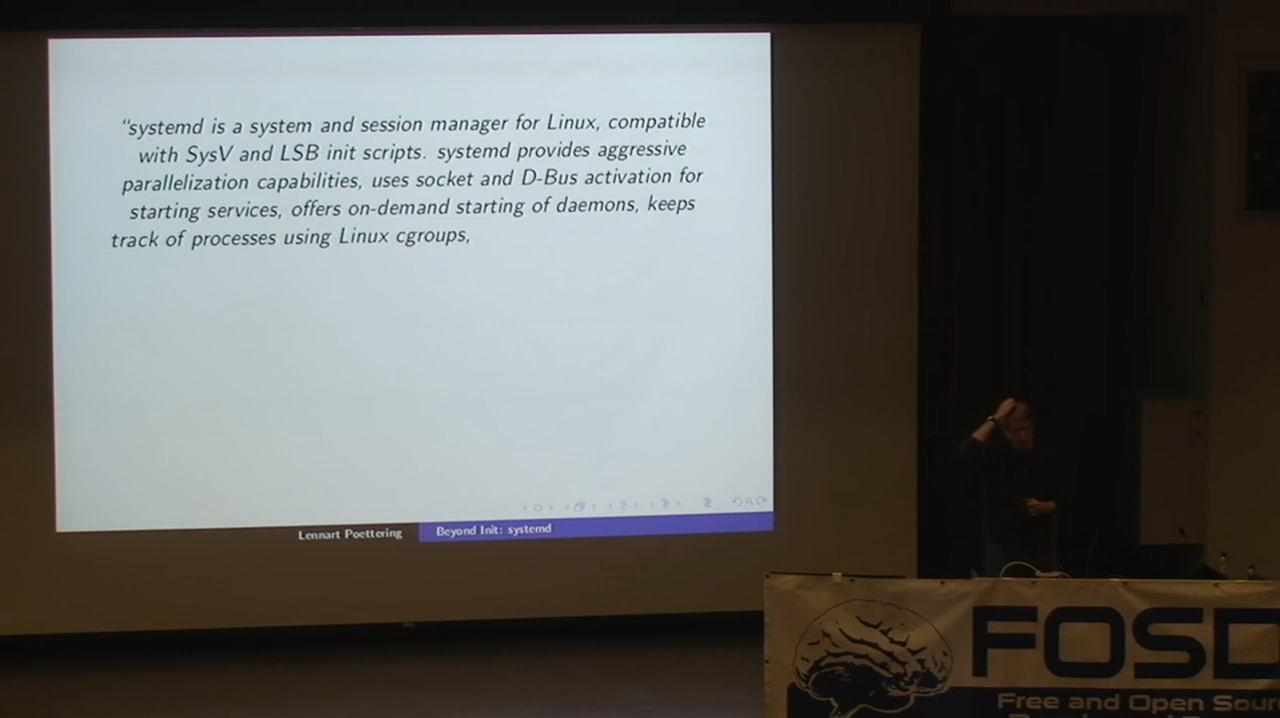 “systemd is a system and session manager for Linux, compatible
with SysV and LSB init scripts. systemd provides aggressive
parallelization capabilities, uses socket and D-Bus activation for
starting services, offers on-demand starting of daemons, keeps
track of processes using Linux cgroups,
Lennart Poettering
Beyond Init: systemd
FOSD
Free and Open Sour